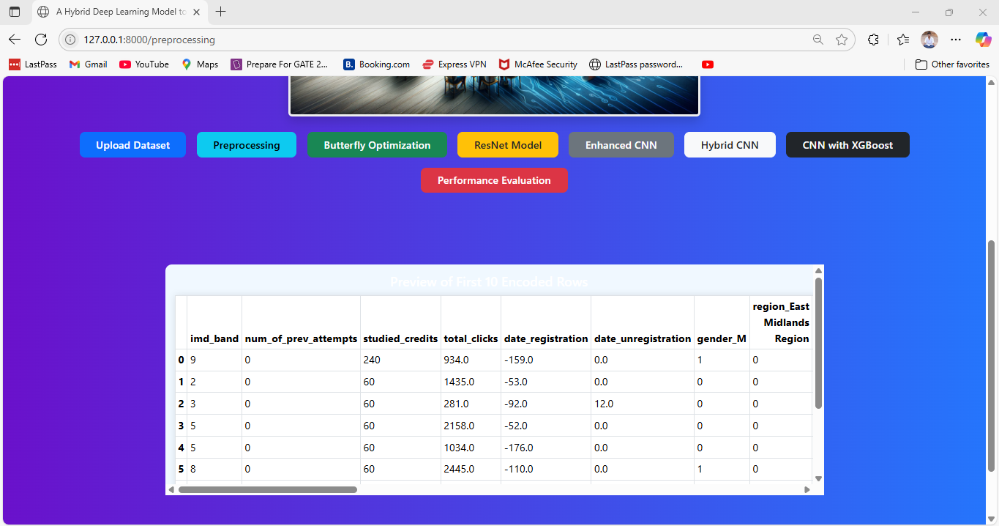 A Hybrid Deep Learning Model to
127.0.0.1:8000/preprocessing
LastPass Gmail YouTube Maps Prepare For GATE 2... B. Booking.com Express VPN McAfee Security LastPass password... Other favorites
Upload Dataset Preprocessing Butterfly Optimization ResNet Model Enhanced CNN Hybrid CNN CNN with XGBoost
Performance Evaluation
Preview of First 10 Encoded Rows
region_East
Midlands
imd_band num_of_prev_attempts studied_credits total_clicks date_registration date_unregistration gender_M Region
0 9 0 240 934.0 -159.0 0.0 1 0
1 2 0 60 1435.0 -53.0 0.0 0 0
2 3 0 60 281.0 -92.0 12.0 0 0
3 5 0 60 2158.0 -52.0 0.0 0 0
4 5 0 60 1034.0 -176.0 0.0 0 0
5 8 0 60 2445.0 -110.0 0.0 1 0